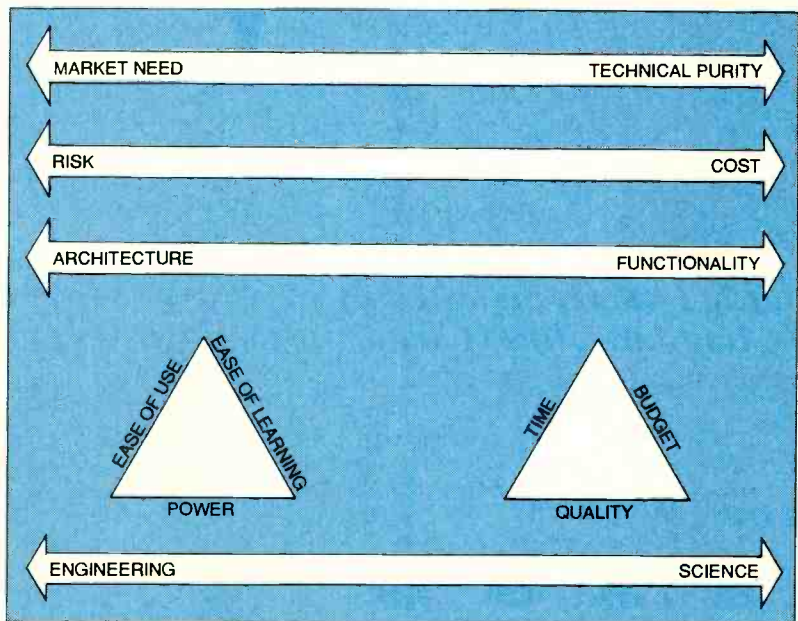 MARKET NEED
TECHNICAL PURITY
RISK
COST
ARCHITECTURE
FUNCTIONALITY
EASE OF USE
EASE OF LEARNING
POWER
TIME
BUDGET
QUALITY
ENGINEERING
SCIENCE